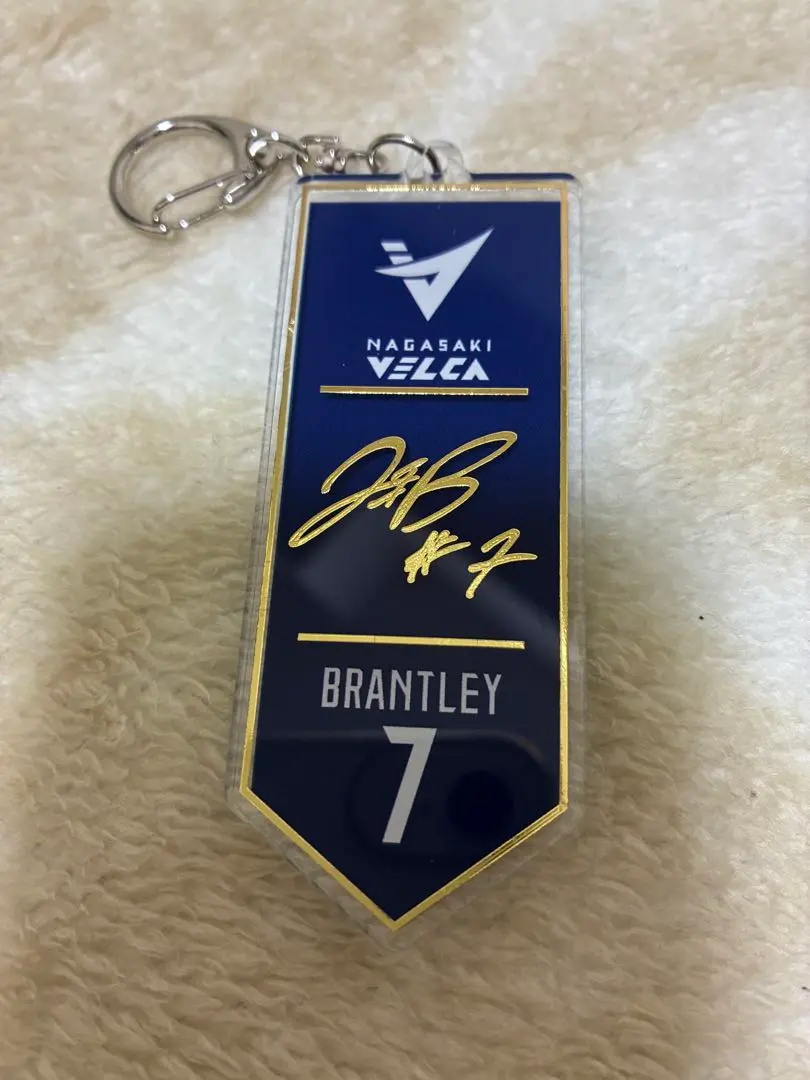 NAGASAKI
VELCA
J&B
#7
BRANTLEY
7